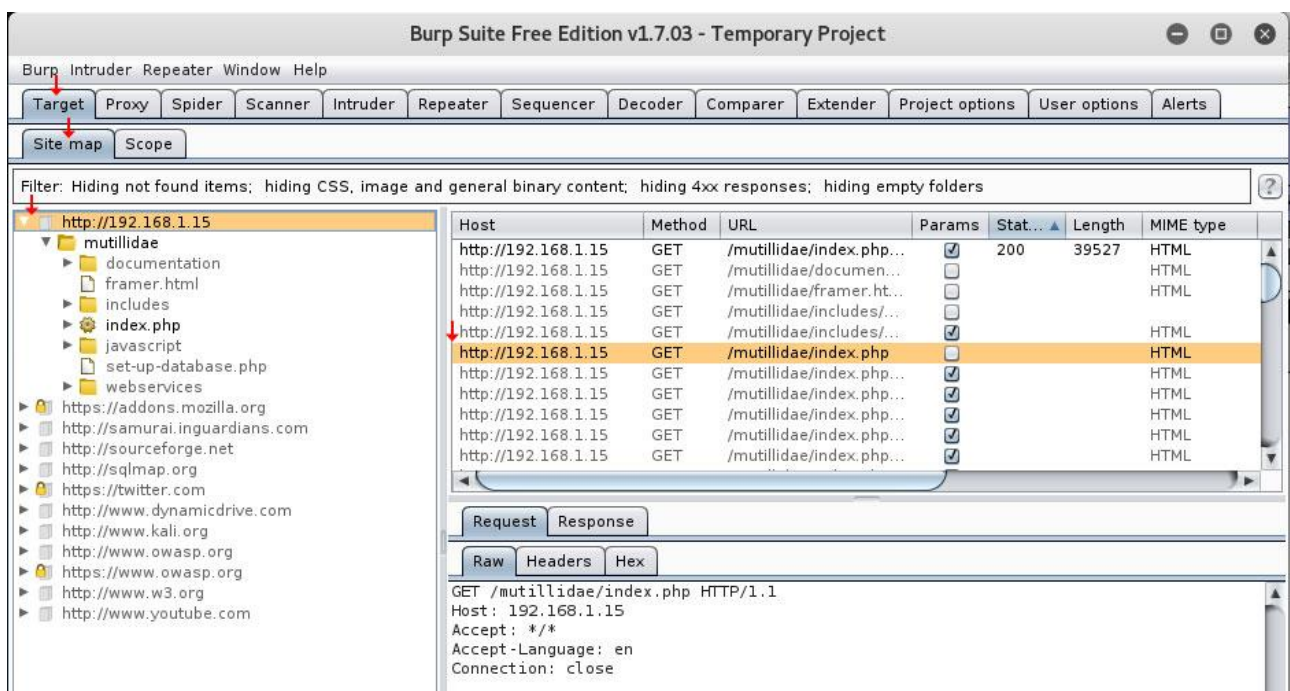 Burp Suite Free Edition v1.7.03 - Temporary Project
Burp Intruder Repeater Window Help
Target Proxy Spider Scanner Intruder Repeater Sequencer Decoder Comparer Extender Project options User options Alerts
Site map Scope
Filter: Hiding not found items; hiding CSS, image and general binary content; hiding 4xx responses; hiding empty folders ?
http://192.168.1.15
mutillidae
documentation
framer.html
includes
index.php
javascript
set-up-database.php
webservices
https://addons.mozilla.org
http://samurai.inguardians.com
http://sourceforge.net
http://sqlmap.org
https://twitter.com
http://www.dynamicdrive.com
http://www.kali.org
http://www.owasp.org
https://www.owasp.org
http://www.w3.org
http://www.youtube.com
Host Method URL Params Stat... Length MIME type
http://192.168.1.15 GET /mutillidae/index.php... 200 39527 HTML
http://192.168.1.15 GET /mutillidae/documen... HTML
http://192.168.1.15 GET /mutillidae/framer.ht... HTML
http://192.168.1.15 GET /mutillidae/includes/...
http://192.168.1.15 GET /mutillidae/includes/... HTML
http://192.168.1.15 GET /mutillidae/index.php HTML
http://192.168.1.15 GET /mutillidae/index.php... HTML
http://192.168.1.15 GET /mutillidae/index.php... HTML
http://192.168.1.15 GET /mutillidae/index.php... HTML
http://192.168.1.15 GET /mutillidae/index.php... HTML
http://192.168.1.15 GET /mutillidae/index.php... HTML
Request Response
Raw Headers Hex
GET /mutillidae/index.php HTTP/1.1
Host: 192.168.1.15
Accept: */*
Accept-Language: en
Connection: close